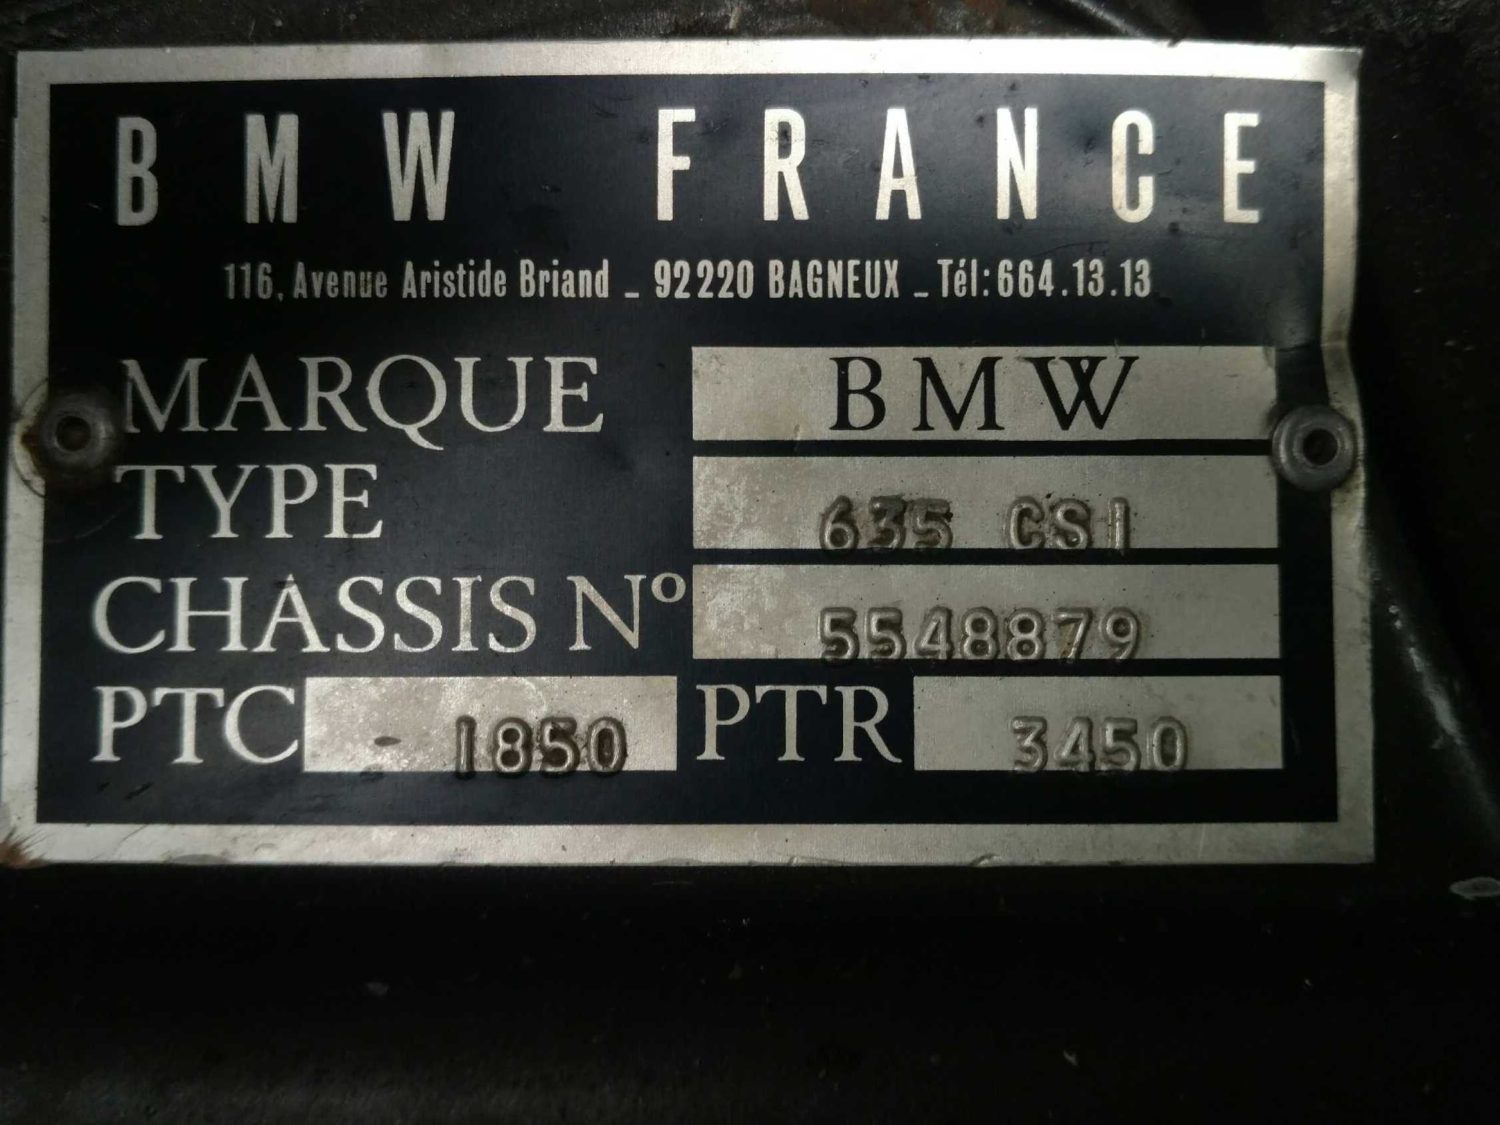 BMW FRANCE
116, Avenue Aristide Briand _ 92220 BAGNEUX _ Tél: 664.13.13
MARQUE BMW
TYPE 635 CSI
CHASSIS Nº 5548879
PTC 1850 PTR 3450